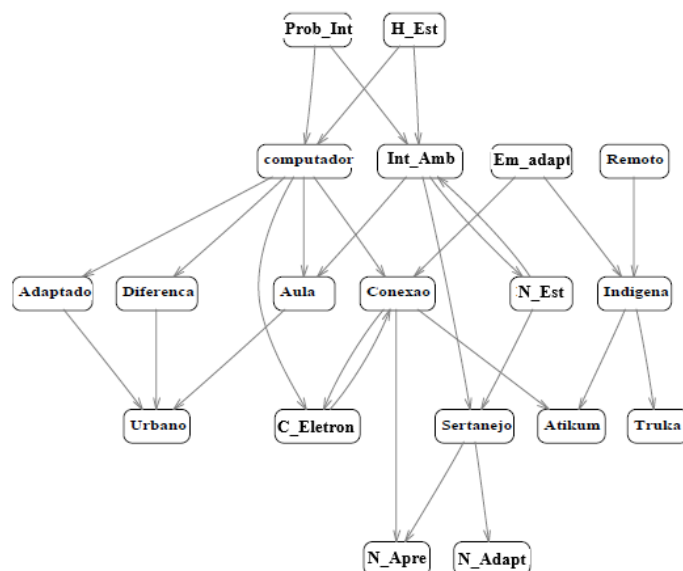 Prob_Int H_Est
computador Int_Amb Em_adapt Remoto
Adaptado Diferenca Aula Conexao N_Est Indigena
Urbano C_Eletron Sertanejo Atikum Truka
N_Apre N_Adapt